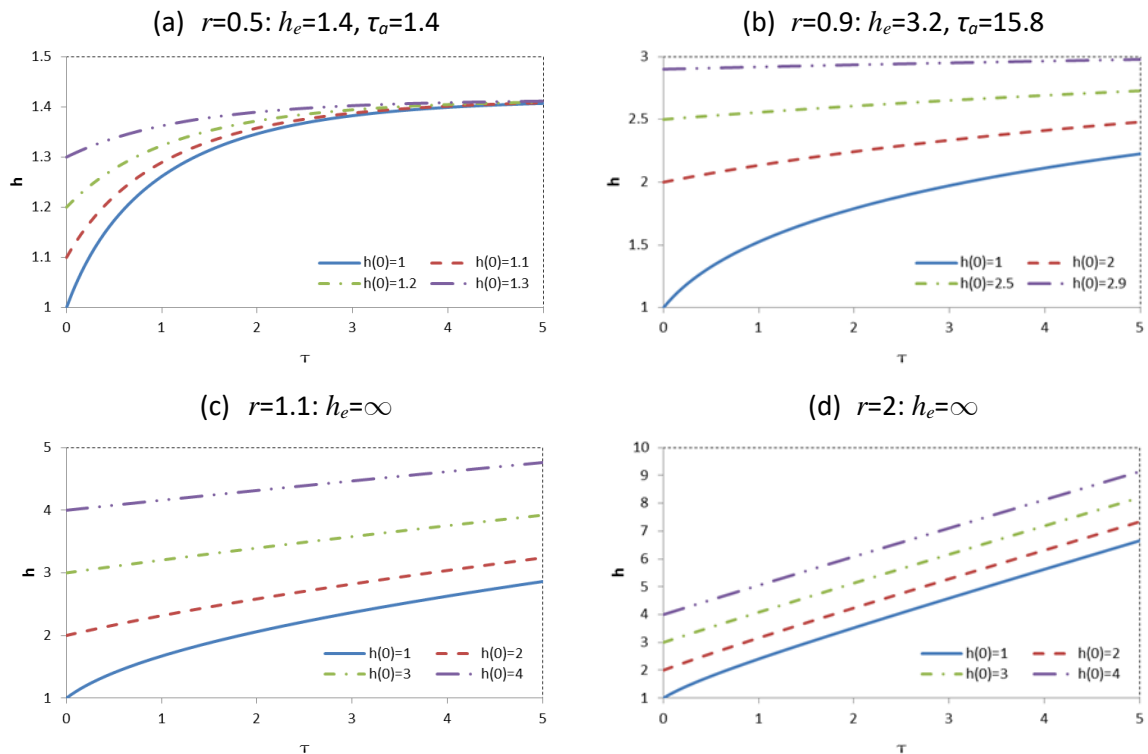 (a) r=0.5: hₑ=1.4, τₐ=1.4
1.5
1.4
1.3
1.2
1.1
1
h
h(0)=1 h(0)=1.1
h(0)=1.2 h(0)=1.3
0 1 2 3 4 5
τ
(b) r=0.9: hₑ=3.2, τₐ=15.8
3
2.5
2
1.5
1
h
h(0)=1 h(0)=2
h(0)=2.5 h(0)=2.9
0 1 2 3 4 5
τ
(c) r=1.1: hₑ=∞
5
4
3
2
1
h
h(0)=1 h(0)=2
h(0)=3 h(0)=4
0 1 2 3 4 5
τ
(d) r=2: hₑ=∞
10
9
8
7
6
5
4
3
2
1
h
h(0)=1 h(0)=2
h(0)=3 h(0)=4
0 1 2 3 4 5
τ